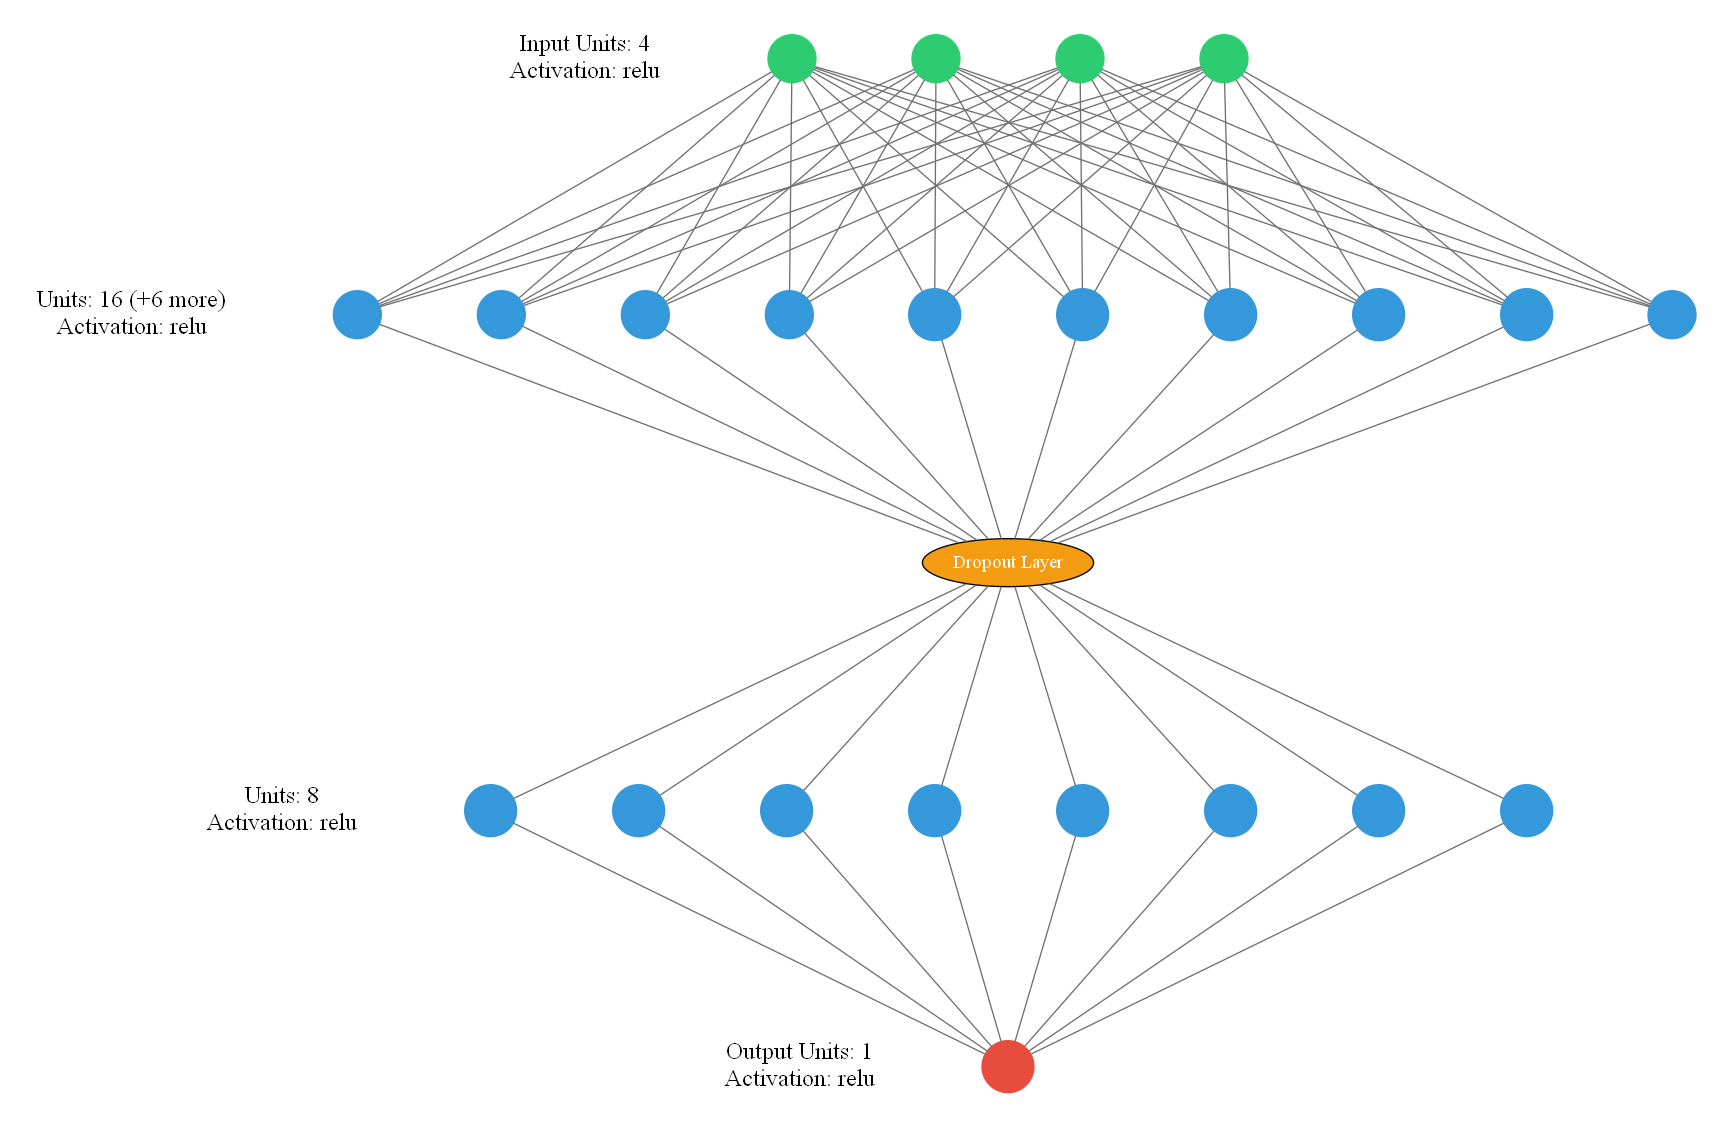 Input Units: 4
Activation: relu
Units: 16 (+6 more)
Activation: relu
Dropout Layer
Units: 8
Activation: relu
Output Units: 1
Activation: relu